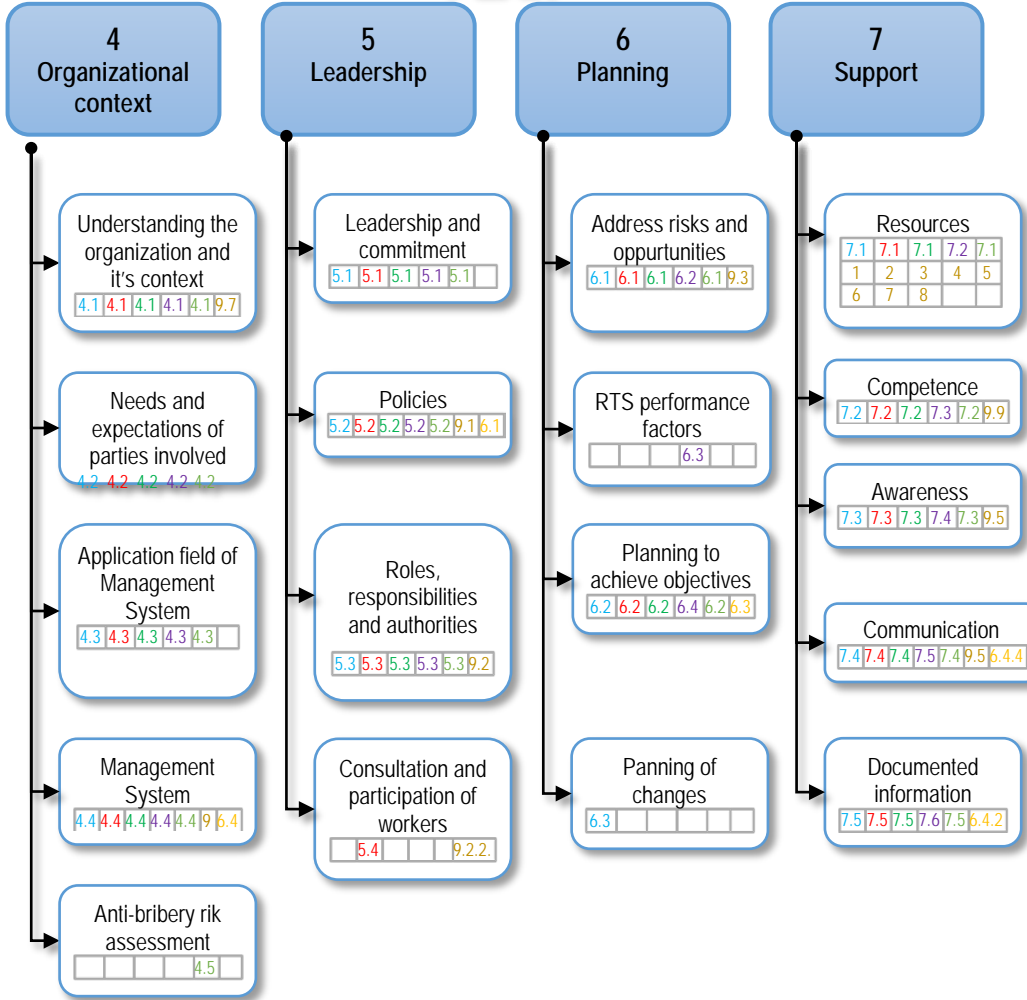 4
Organizational
context
Understanding the
organization and
it's context
4.1 4.1 4.1 4.1 4.1 9.7
Needs and
expectations of
parties involved
4.2 4.2 4.2 4.2 4.2
Application field of
Management
System
4.3 4.3 4.3 4.3 4.3
Management
System
4.4 4.4 4.4 4.4 4.4 9 6.4
Anti-bribery rik
assessment
4.5
5
Leadership
Leadership and
commitment
5.1 5.1 5.1 5.1 5.1
Policies
5.2 5.2 5.2 5.2 5.2 9.1 6.1
Roles,
responsibilities
and authorities
5.3 5.3 5.3 5.3 5.3 9.2
Consultation and
participation of
workers
5.4 9.2.2.
6
Planning
Address risks and
oppurtunities
6.1 6.1 6.1 6.2 6.1 9.3
RTS performance
factors
6.3
Planning to
achieve objectives
6.2 6.2 6.2 6.4 6.2 6.3
Panning of
changes
6.3
7
Support
Resources
7.1 7.1 7.1 7.2 7.1
1 2 3 4 5
6 7 8
Competence
7.2 7.2 7.2 7.3 7.2 9.9
Awareness
7.3 7.3 7.3 7.4 7.3 9.5
Communication
7.4 7.4 7.4 7.5 7.4 9.5 6.4.4
Documented
information
7.5 7.5 7.5 7.6 7.5 6.4.2